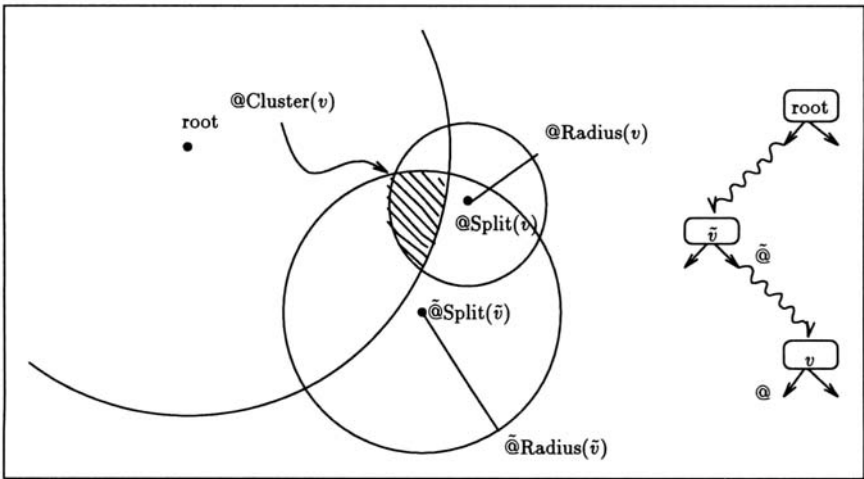 @Cluster(v)
root
@Radius(v)
@Split(v)
@̃Split(ṽ)
@̃Radius(ṽ)
root
ṽ
@̃
v
@